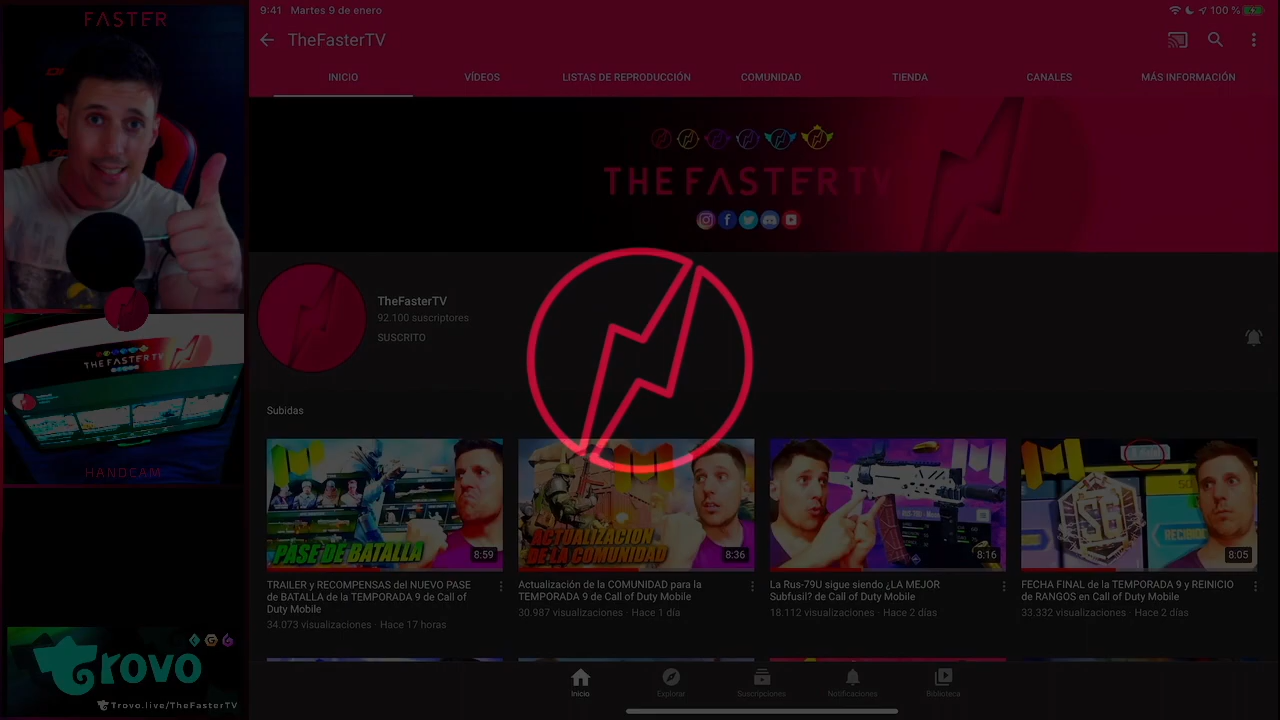 FASTER
HANDCAM
Trovo
Trovo.live/TheFasterTV
9:41 Martes 9 de enero
100 %
TheFasterTV
INICIO VÍDEOS LISTAS DE REPRODUCCIÓN COMUNIDAD TIENDA CANALES MÁS INFORMACIÓN
THE FASTER TV
TheFasterTV
92.100 suscriptores
SUSCRITO
Subidas
PASE DE BATALLA
8:59
TRAILER y RECOMPENSAS del NUEVO PASE
de BATALLA de la TEMPORADA 9 de Call of
Duty Mobile
34.073 visualizaciones · Hace 17 horas
ACTUALIZACION
DE LA COMUNIDAD
8:36
Actualización de la COMUNIDAD para la
TEMPORADA 9 de Call of Duty Mobile
30.987 visualizaciones · Hace 1 día
8:16
La Rus-79U sigue siendo ¿LA MEJOR
Subfusil? de Call of Duty Mobile
18.112 visualizaciones · Hace 2 días
8:05
FECHA FINAL de la TEMPORADA 9 y REINICIO
de RANGOS en Call of Duty Mobile
33.332 visualizaciones · Hace 2 días
Inicio Explorar Suscripciones Notificaciones Biblioteca